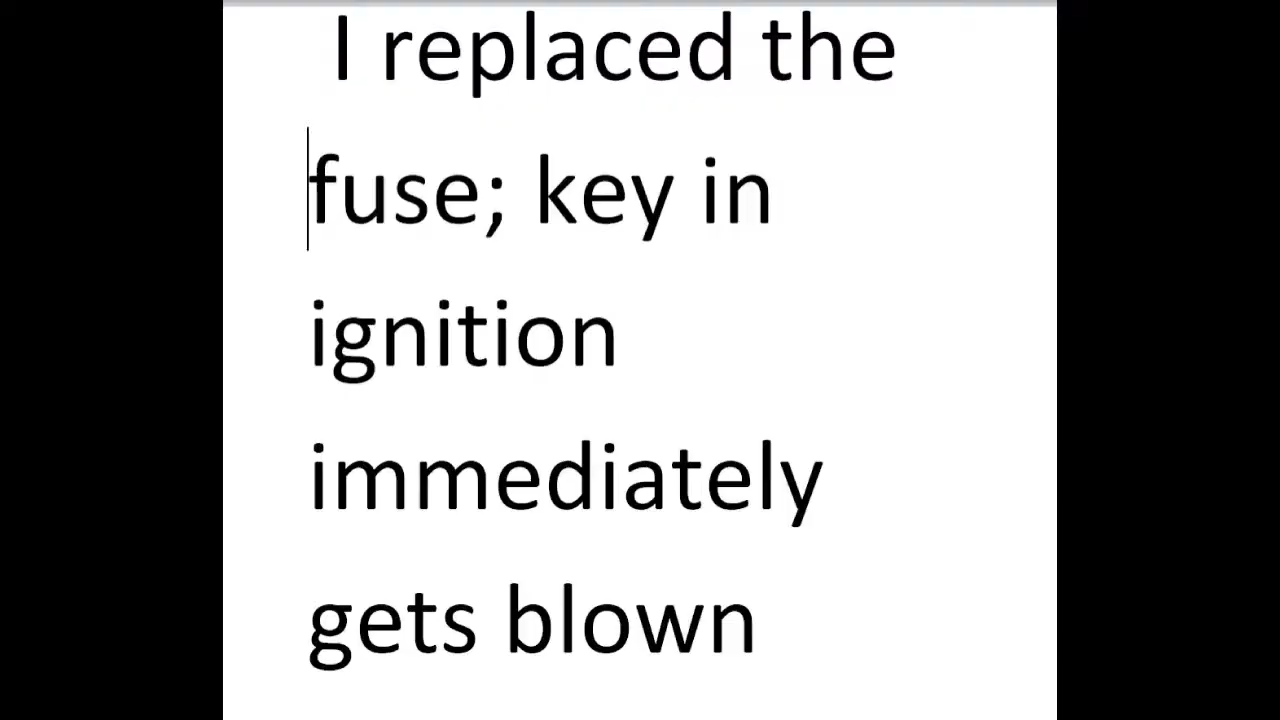 I replaced the
fuse; key in
ignition
immediately
gets blown